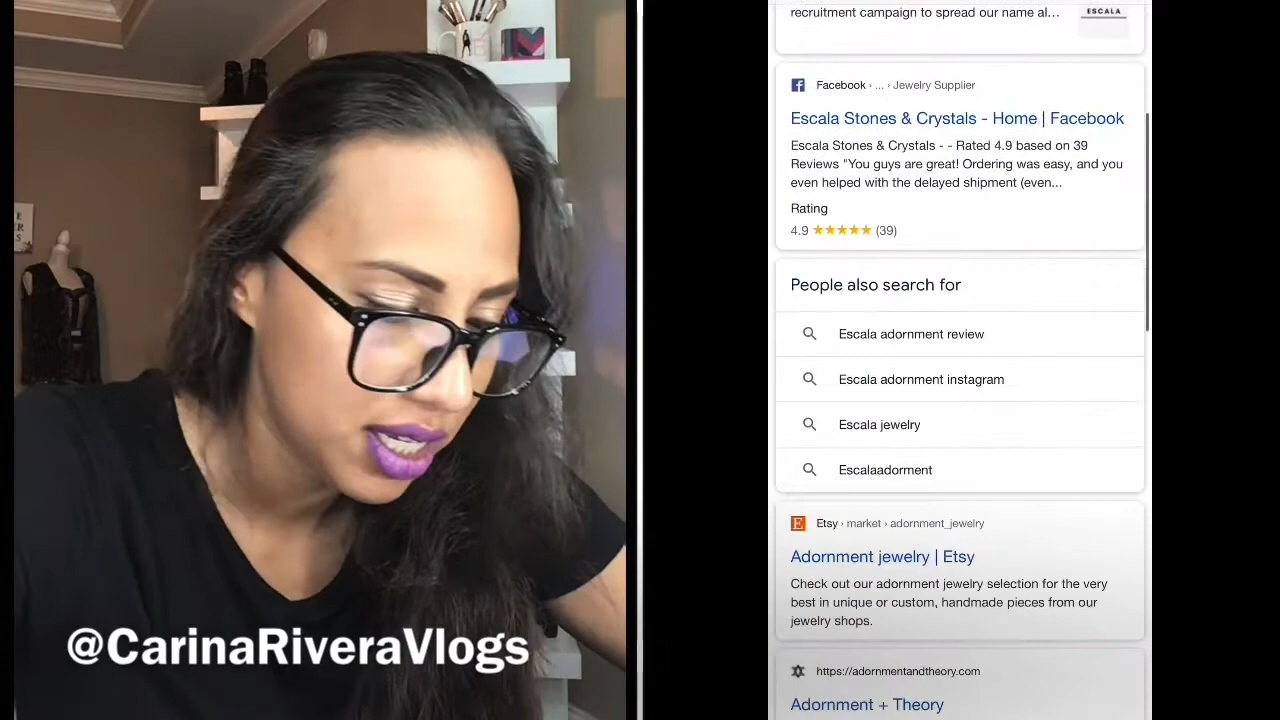 @CarinaRiveraVlogs
recruitment campaign to spread our name al...
ESCALA
Facebook › ... › Jewelry Supplier
Escala Stones & Crystals - Home | Facebook
Escala Stones & Crystals - - Rated 4.9 based on 39
Reviews "You guys are great! Ordering was easy, and you
even helped with the delayed shipment (even...
Rating
4.9 ★★★★★ (39)
People also search for
Escala adornment review
Escala adornment instagram
Escala jewelry
Escalaadorment
E Etsy › market › adornment_jewelry
Adornment jewelry | Etsy
Check out our adornment jewelry selection for the very
best in unique or custom, handmade pieces from our
jewelry shops.
https://adornmentandtheory.com
Adornment + Theory